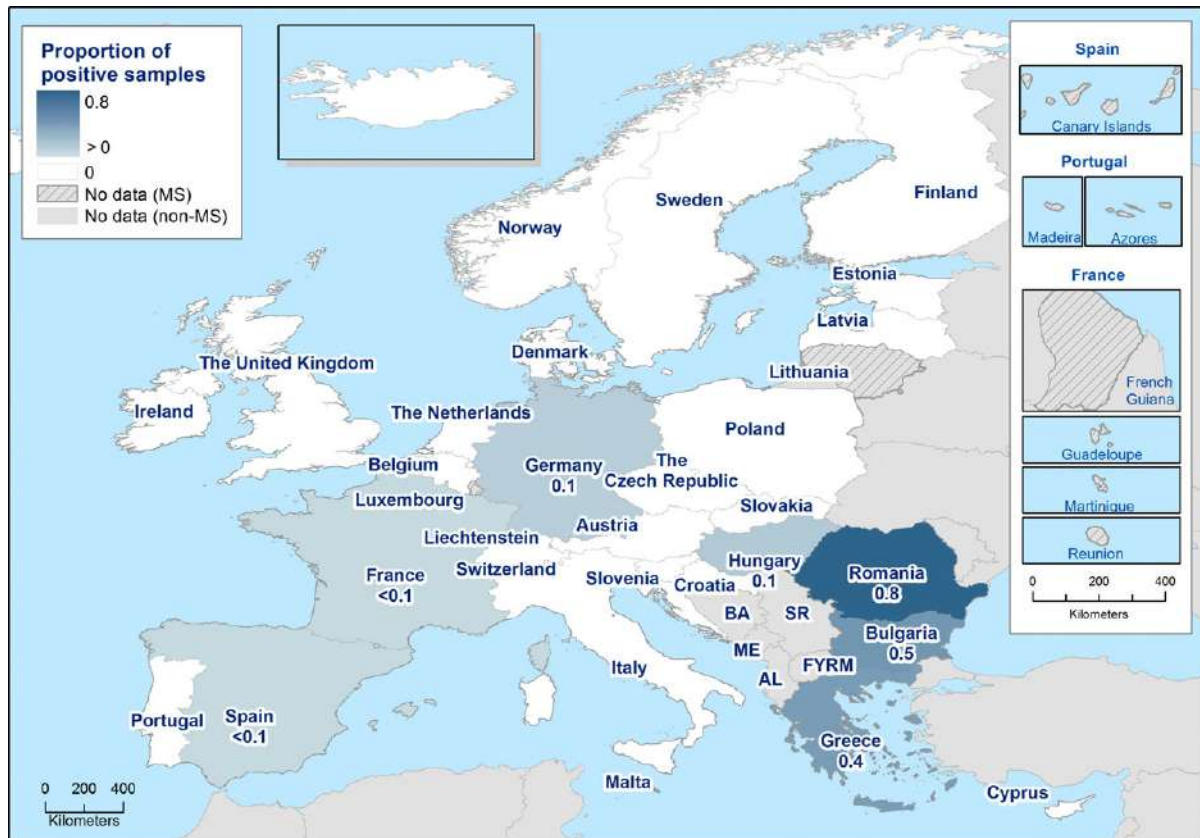 Proportion of
positive samples
0.8
> 0
0
No data (MS)
No data (non-MS)
Norway
Sweden
Finland
Estonia
Latvia
Lithuania
Denmark
The United Kingdom
Ireland
The Netherlands
Belgium
Luxembourg
Germany
0.1
Poland
The
Czech Republic
Slovakia
Austria
Liechtenstein
Switzerland
France
<0.1
Slovenia
Croatia
Hungary
0.1
Romania
0.8
BA
SR
Bulgaria
0.5
ME
FYRM
AL
Italy
Greece
0.4
Portugal
Spain
<0.1
Malta
Cyprus
0 200 400
Kilometers
Spain
Canary Islands
Portugal
Madeira
Azores
France
French
Guiana
Guadeloupe
Martinique
Reunion
0 200 400
Kilometers